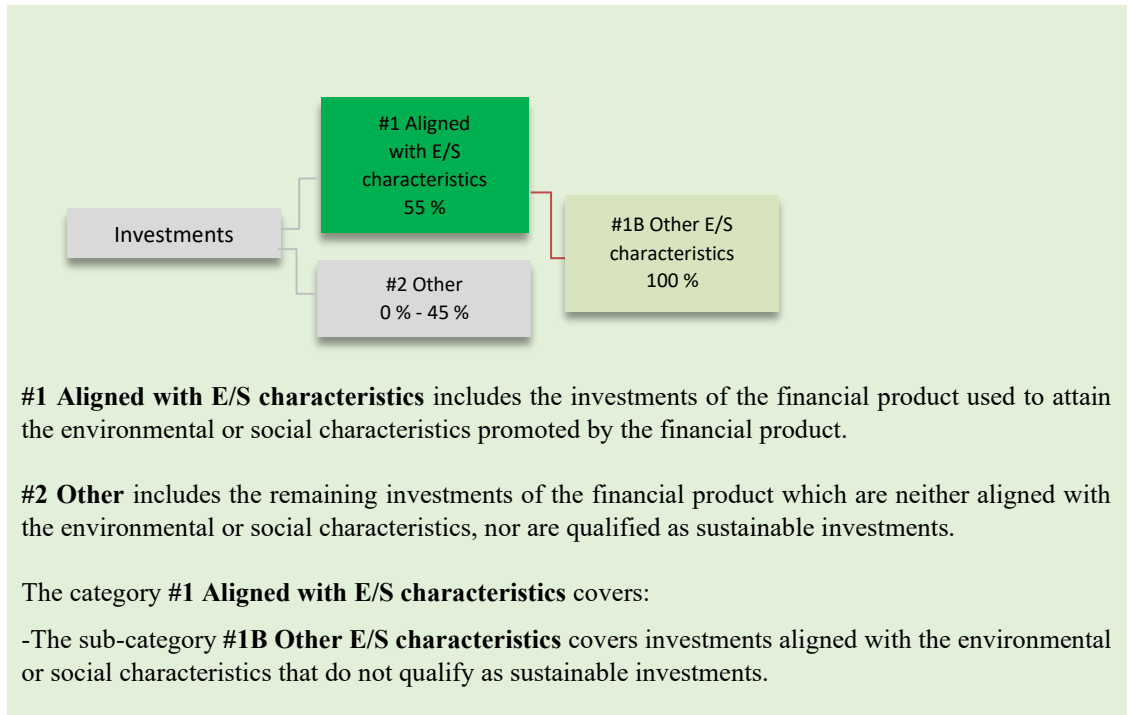 #1 Aligned
with E/S
characteristics
55 %
Investments
#1B Other E/S
characteristics
100 %
#2 Other
0 % - 45 %
#1 Aligned with E/S characteristics includes the investments of the financial product used to attain
the environmental or social characteristics promoted by the financial product.
#2 Other includes the remaining investments of the financial product which are neither aligned with
the environmental or social characteristics, nor are qualified as sustainable investments.
The category #1 Aligned with E/S characteristics covers:
-The sub-category #1B Other E/S characteristics covers investments aligned with the environmental
or social characteristics that do not qualify as sustainable investments.